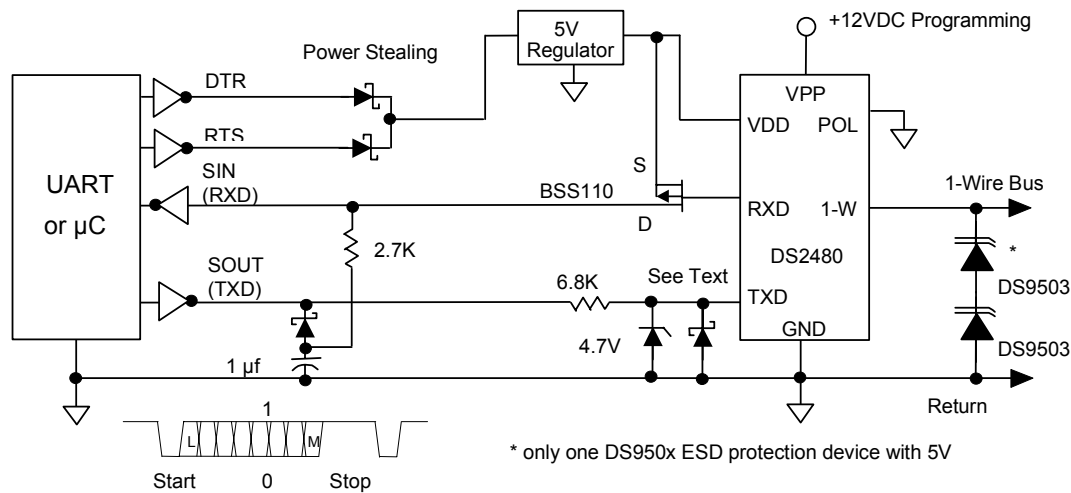 +12VDC Programming
5V
Regulator
Power Stealing
DTR
VPP
VDD
POL
RTS
SIN
(RXD)
S
UART
or µC
BSS110
1-Wire Bus
RXD
1-W
D
2.7K
DS2480
*
SOUT
(TXD)
6.8K
See Text
DS9503
TXD
GND
4.7V
DS9503
1 µf
Return
1
L
M
* only one DS950x ESD protection device with 5V
Start
0
Stop